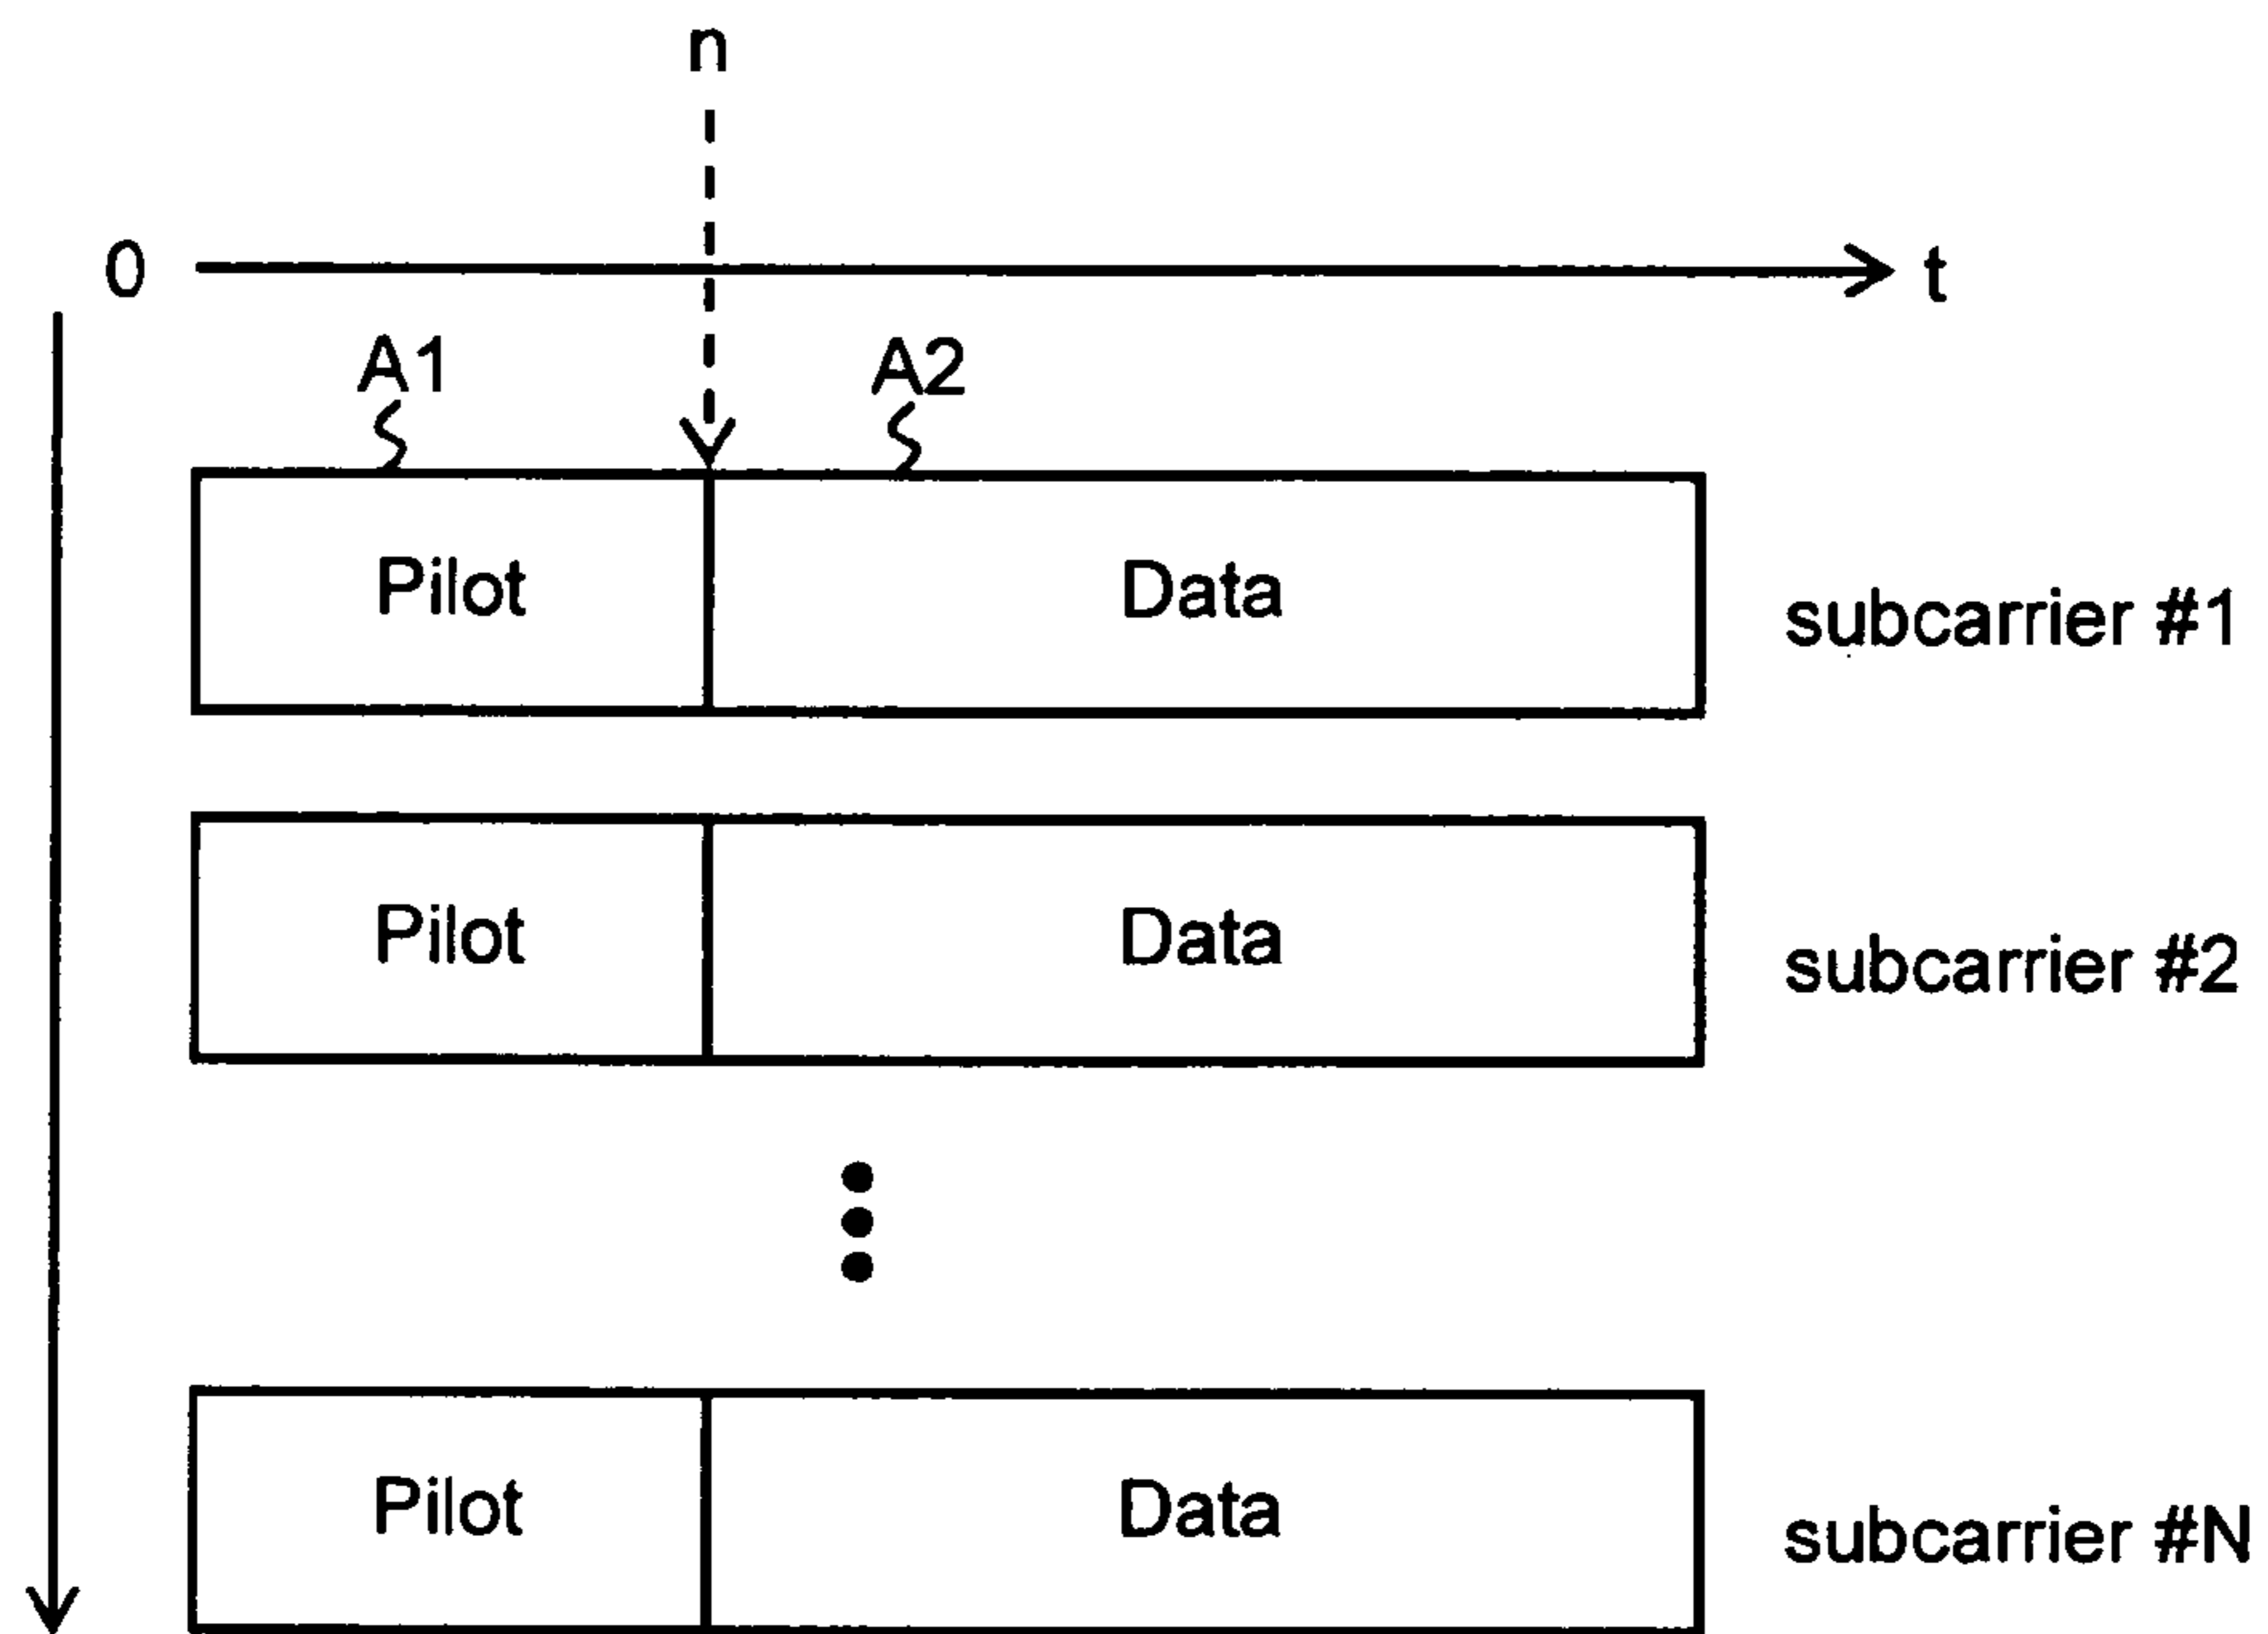 n
0 t
A1 A2
Pilot Data subcarrier #1
Pilot Data subcarrier #2
Pilot Data subcarrier #N